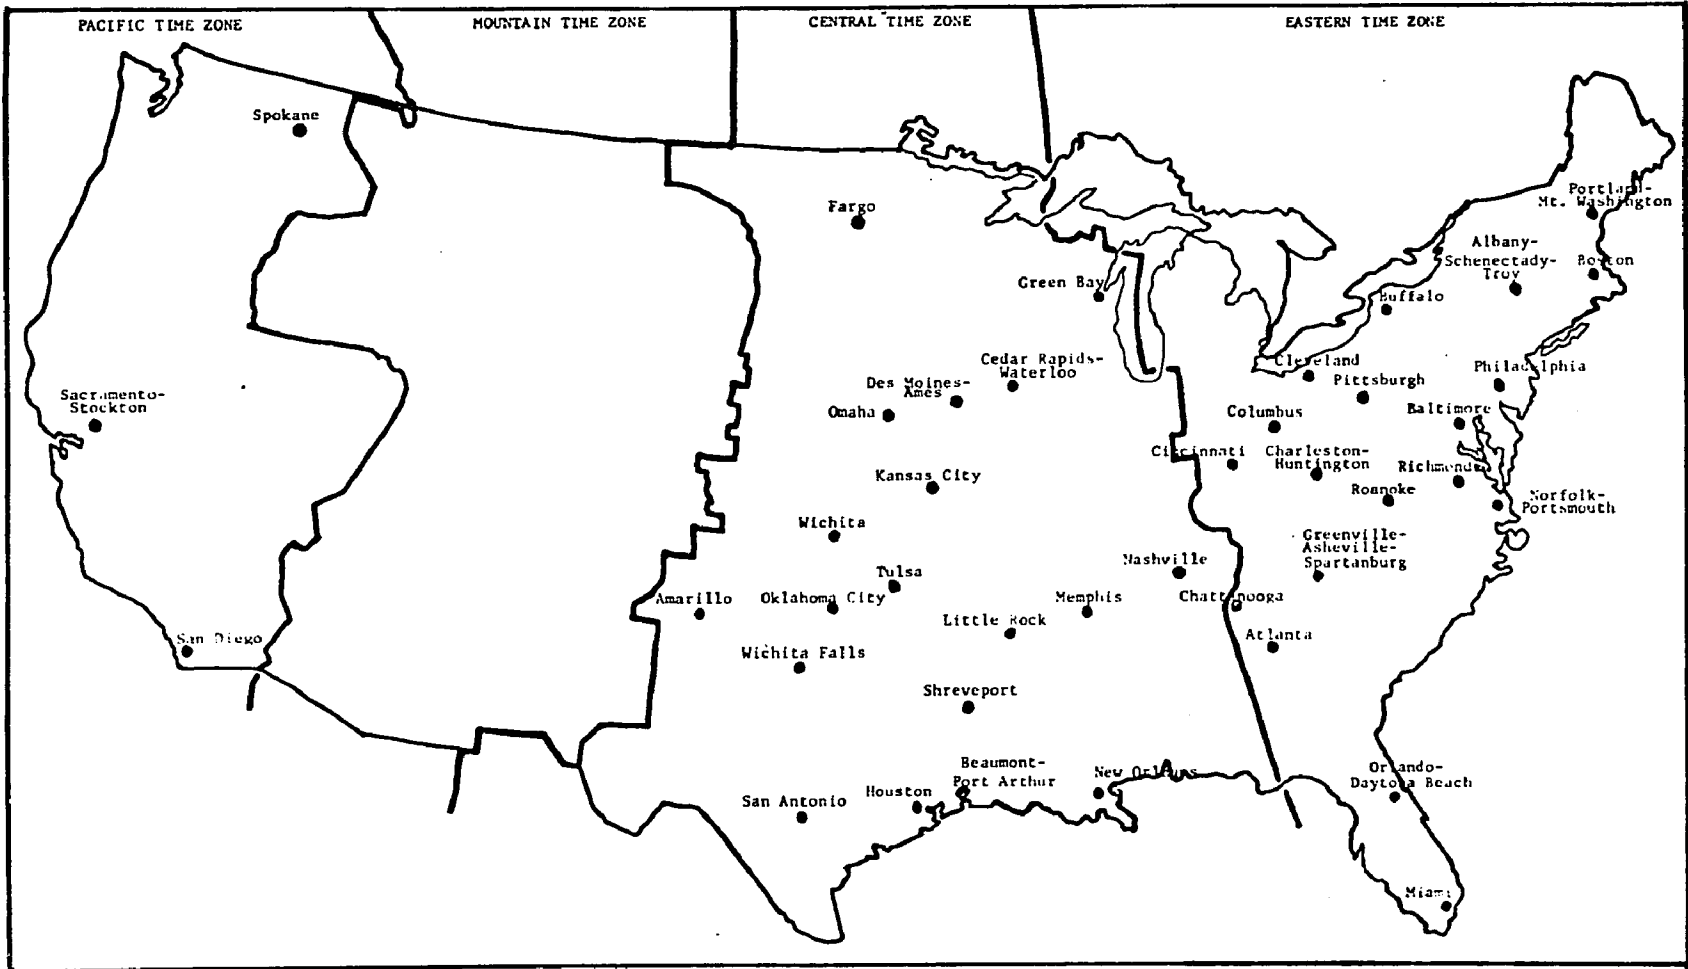 PACIFIC TIME ZONE
MOUNTAIN TIME ZONE
CENTRAL TIME ZONE
EASTERN TIME ZONE
Spokane
Portland-
Mt. Washington
Fargo
Albany-
Schenectady-
Troy
Boston
Green Bay
Buffalo
Cedar Rapids-
Waterloo
Cleveland
Philadelphia
Des Moines-
Ames
Pittsburgh
Sacramento-
Stockton
Omaha
Columbus
Baltimore
Cincinnati
Charleston-
Huntington
Richmond
Kansas City
Roanoke
Norfolk-
Portsmouth
Wichita
Greenville-
Asheville-
Spartanburg
Nashville
Tulsa
Amarillo
Oklahoma City
Memphis
Chattanooga
Little Rock
Atlanta
San Diego
Wichita Falls
Shreveport
Beaumont-
Port Arthur
New Orleans
Orlando-
Daytona Beach
San Antonio
Houston
Miami